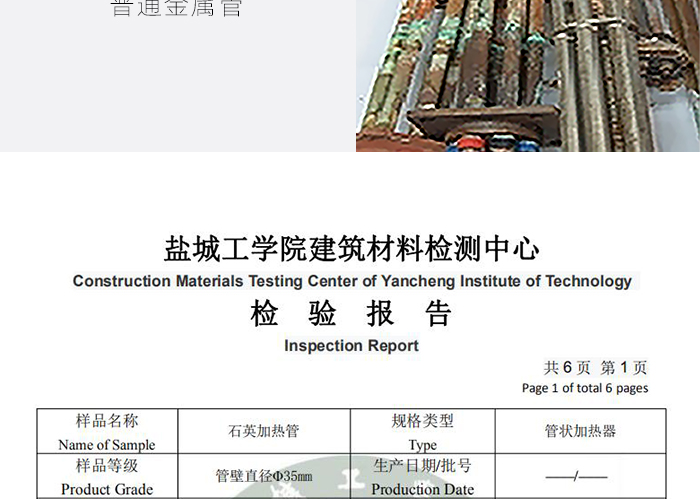 普通金属管
盐城工学院建筑材料检测中心
Construction Materials Testing Center of Yancheng Institute of Technology
检 验 报 告
Inspection Report
共 6 页 第 1 页
Page 1 of total 6 pages
样品名称 石英加热管 规格类型 管状加热器
Name of Sample Type
样品等级 管壁直径Φ35mm 生产日期/批号 ——/——
Product Grade Production Date
工